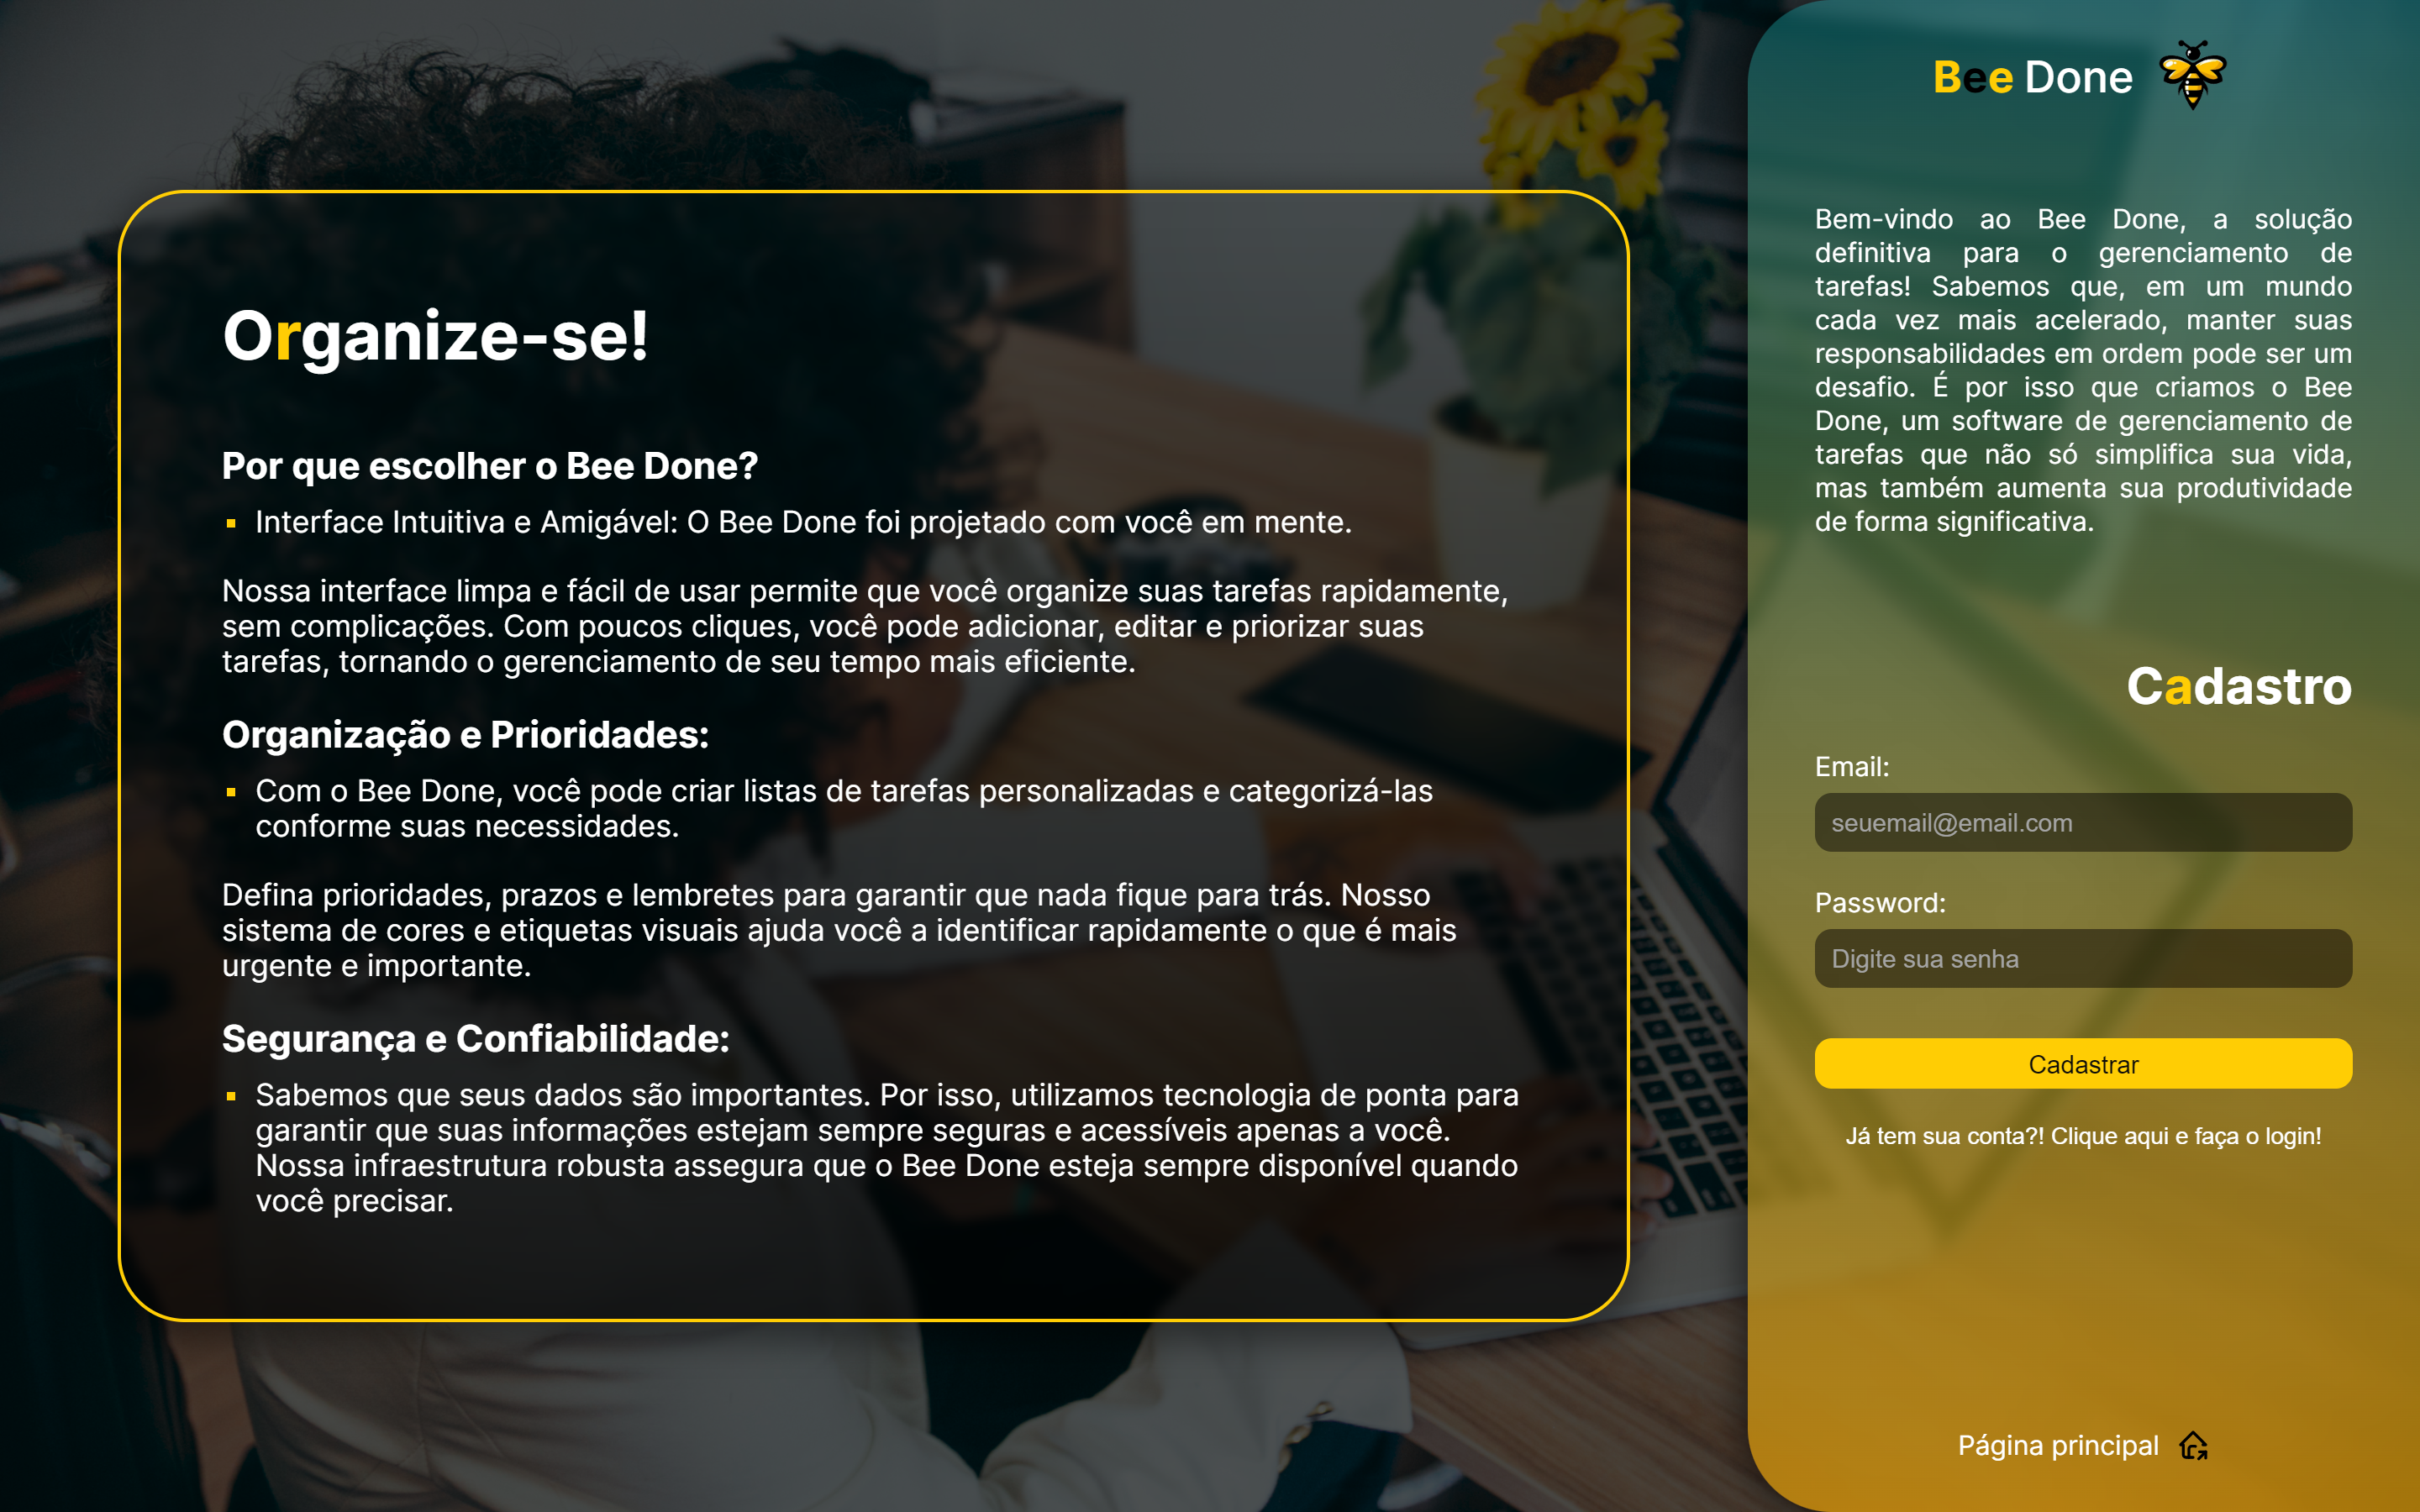 Organize-se!
Por que escolher o Bee Done?
Interface Intuitiva e Amigável: O Bee Done foi projetado com você em mente.
Nossa interface limpa e fácil de usar permite que você organize suas tarefas rapidamente,
sem complicações. Com poucos cliques, você pode adicionar, editar e priorizar suas
tarefas, tornando o gerenciamento de seu tempo mais eficiente.
Organização e Prioridades:
Com o Bee Done, você pode criar listas de tarefas personalizadas e categorizá-las
conforme suas necessidades.
Defina prioridades, prazos e lembretes para garantir que nada fique para trás. Nosso
sistema de cores e etiquetas visuais ajuda você a identificar rapidamente o que é mais
urgente e importante.
Segurança e Confiabilidade:
Sabemos que seus dados são importantes. Por isso, utilizamos tecnologia de ponta para
garantir que suas informações estejam sempre seguras e acessíveis apenas a você.
Nossa infraestrutura robusta assegura que o Bee Done esteja sempre disponível quando
você precisar.
Bee Done
Bem-vindo ao Bee Done, a solução
definitiva para o gerenciamento de
tarefas! Sabemos que, em um mundo
cada vez mais acelerado, manter suas
responsabilidades em ordem pode ser um
desafio. É por isso que criamos o Bee
Done, um software de gerenciamento de
tarefas que não só simplifica sua vida,
mas também aumenta sua produtividade
de forma significativa.
Cadastro
Email:
seuemail@email.com
Password:
Digite sua senha
Cadastrar
Já tem sua conta?! Clique aqui e faça o login!
Página principal